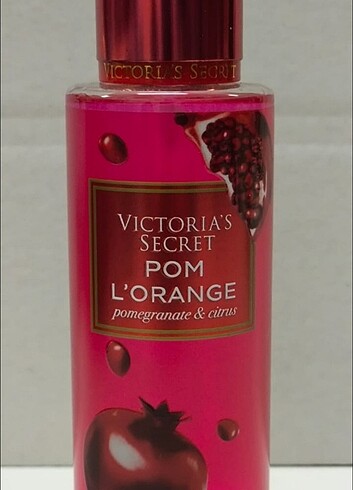 VICTORIA'S SECRET
VICTORIA'S
SECRET
POM
L'ORANGE
pomegranate & citrus